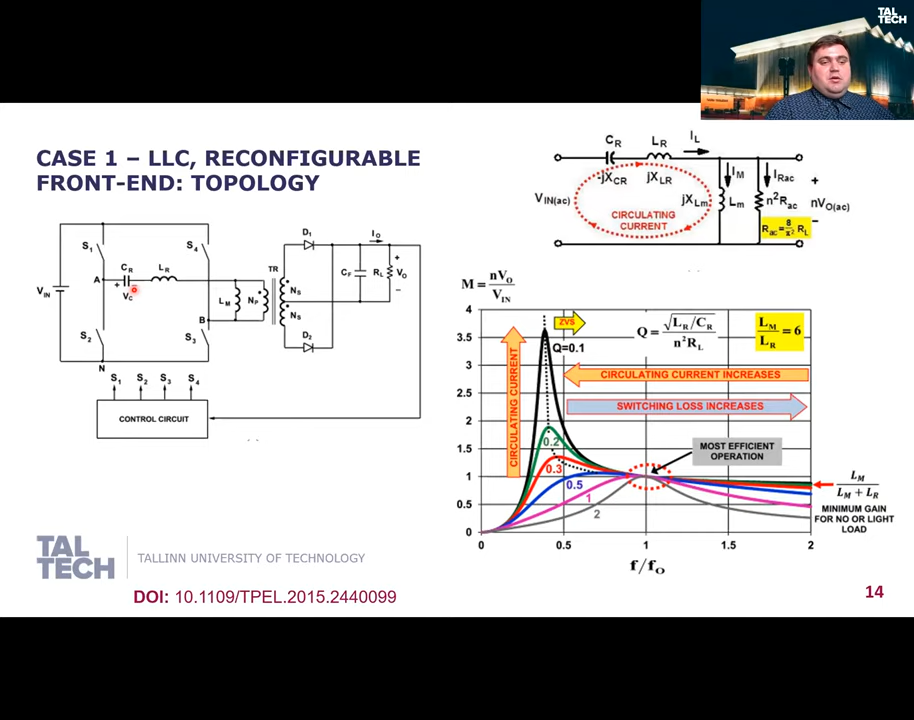 TAL
TECH
CASE 1 – LLC, RECONFIGURABLE
FRONT-END: TOPOLOGY
S1
S4
CR
LR
A
+
VC
VIN
LM
NP
TR
NS
NS
D1
D2
IO
CF
RL
VO
+
−
B
S2
S3
N
S1 S2 S3 S4
CONTROL CIRCUIT
CR LR IL
-jXCR jXLR
IM IRac
+
VIN(ac)
jXLm Lm n²Rac nVO(ac)
−
CIRCULATING
CURRENT
Rac=8/π² RL
M = nVO/VIN
4
3.5
3
2.5
2
1.5
1
0.5
0
0 0.5 1 1.5 2
ZVS
Q=0.1
Q = √LR/CR / n²RL
LM/LR = 6
CIRCULATING CURRENT
CIRCULATING CURRENT INCREASES
SWITCHING LOSS INCREASES
MOST EFFICIENT
OPERATION
0.2
0.3
0.5
1
2
LM / LM + LR
MINIMUM GAIN
FOR NO OR LIGHT
LOAD
f/fO
TAL
TECH
TALLINN UNIVERSITY OF TECHNOLOGY
DOI: 10.1109/TPEL.2015.2440099
14